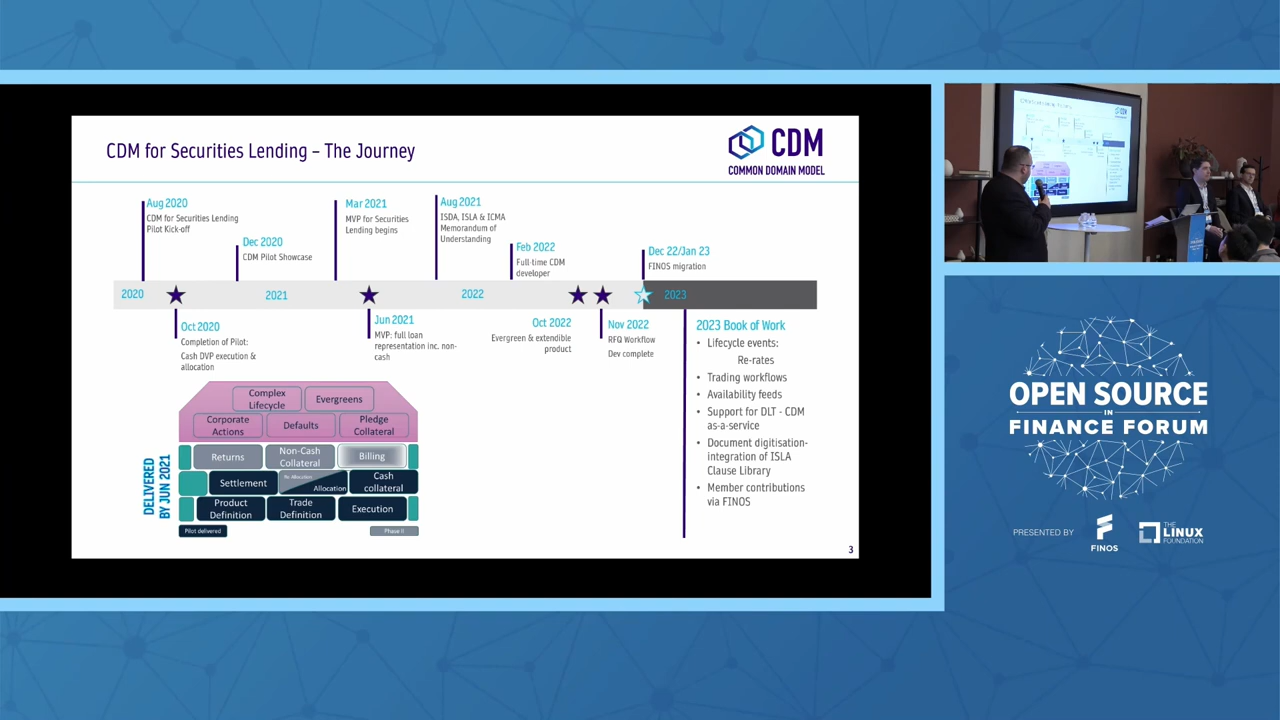 CDM for Securities Lending – The Journey
CDM
COMMON DOMAIN MODEL
Aug 2020
CDM for Securities Lending
Pilot Kick-off
Dec 2020
CDM Pilot Showcase
Mar 2021
MVP for Securities
Lending begins
Aug 2021
ISDA, ISLA & ICMA
Memorandum of
Understanding
Feb 2022
Full-time CDM
developer
Dec 22/Jan 23
FINOS migration
2020
2021
2022
2023
Oct 2020
Completion of Pilot:
Cash DVP execution &
allocation
Jun 2021
MVP: full loan
representation inc. non-
cash
Oct 2022
Evergreen & extendible
product
Nov 2022
RFQ Workflow
Dev complete
2023 Book of Work
• Lifecycle events:
Re-rates
• Trading workflows
• Availability feeds
• Support for DLT - CDM
as-a-service
• Document digitisation-
integration of ISLA
Clause Library
• Member contributions
via FINOS
Complex
Lifecycle
Evergreens
Corporate
Actions
Defaults
Pledge
Collateral
DELIVERED
BY JUN 2021
Returns
Non-Cash
Collateral
Billing
Settlement
Re Allocation
Allocation
Cash
collateral
Product
Definition
Trade
Definition
Execution
Pilot delivered
Phase II
3
OPEN SOURCE
IN
FINANCE FORUM
PRESENTED BY
FINOS
THE
LINUX
FOUNDATION